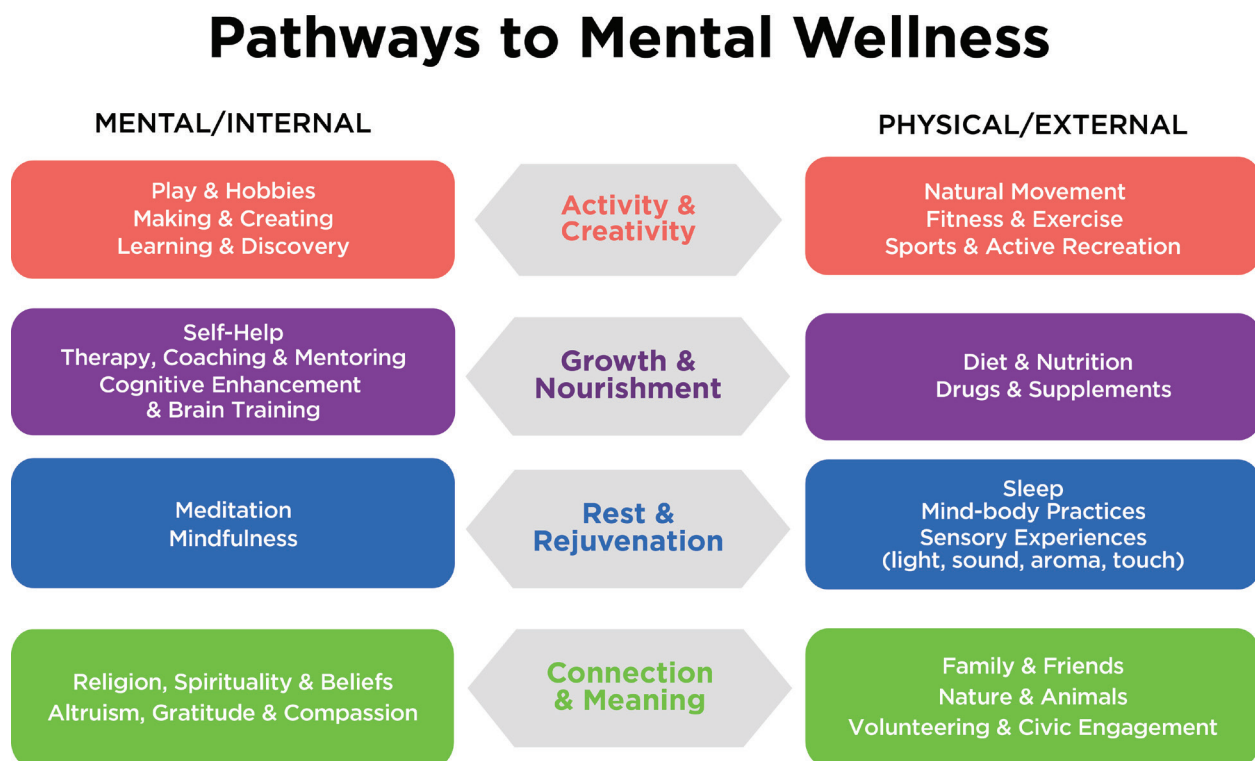 Pathways to Mental Wellness
MENTAL/INTERNAL
PHYSICAL/EXTERNAL
Play & Hobbies
Making & Creating
Learning & Discovery
Activity &
Creativity
Natural Movement
Fitness & Exercise
Sports & Active Recreation
Self-Help
Therapy, Coaching & Mentoring
Cognitive Enhancement
& Brain Training
Growth &
Nourishment
Diet & Nutrition
Drugs & Supplements
Meditation
Mindfulness
Rest &
Rejuvenation
Sleep
Mind-body Practices
Sensory Experiences
(light, sound, aroma, touch)
Religion, Spirituality & Beliefs
Altruism, Gratitude & Compassion
Connection
& Meaning
Family & Friends
Nature & Animals
Volunteering & Civic Engagement